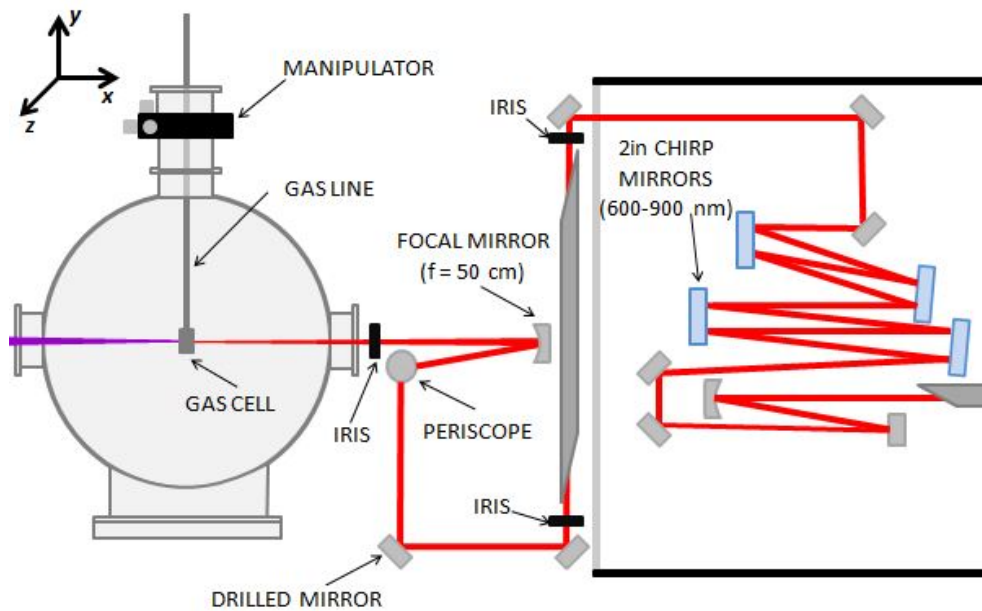 y
x
z
MANIPULATOR
GAS LINE
GAS CELL
IRIS
PERISCOPE
FOCAL MIRROR
(f = 50 cm)
IRIS
2in CHIRP
MIRRORS
(600-900 nm)
IRIS
DRILLED MIRROR